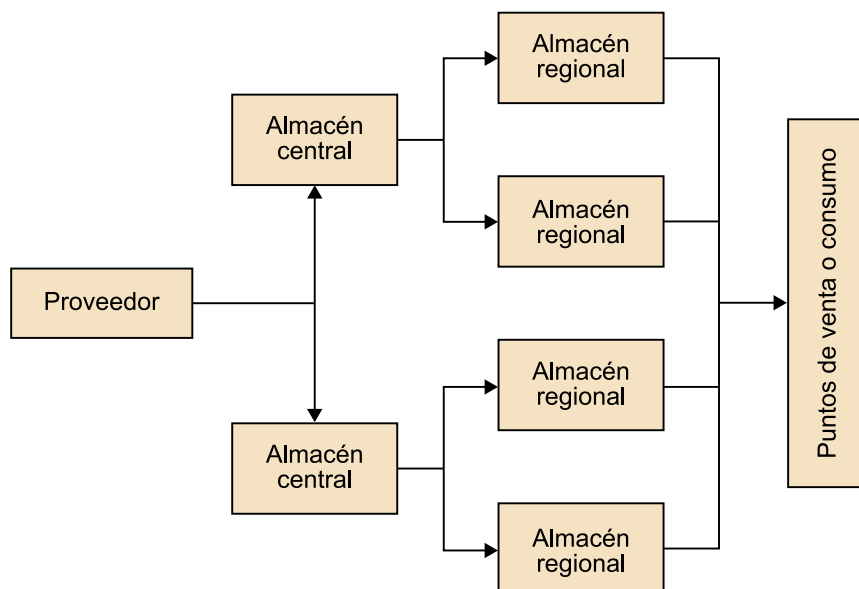 Almacén
regional
Almacén
central
Almacén
regional
Proveedor
Almacén
regional
Almacén
central
Almacén
regional
Puntos de venta o consumo